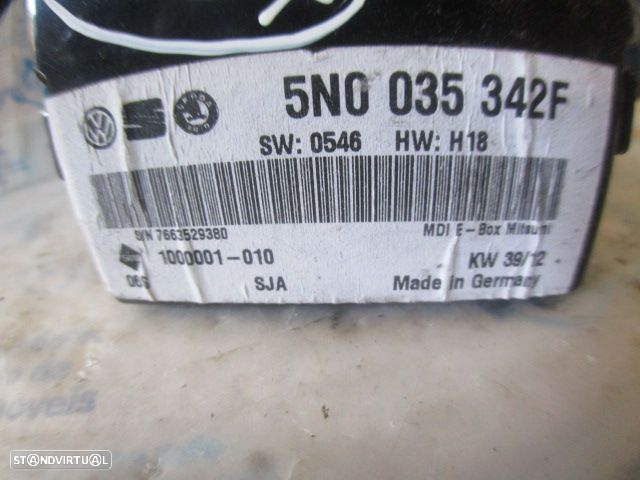 5N0 035 342F
SW: 0546 HW: H18
S/N 7663529380 MDI E-Box Mitsumi
1000001-010 KW 39/12
SJA Made in Germany
óveis
STANDVIRTUAL